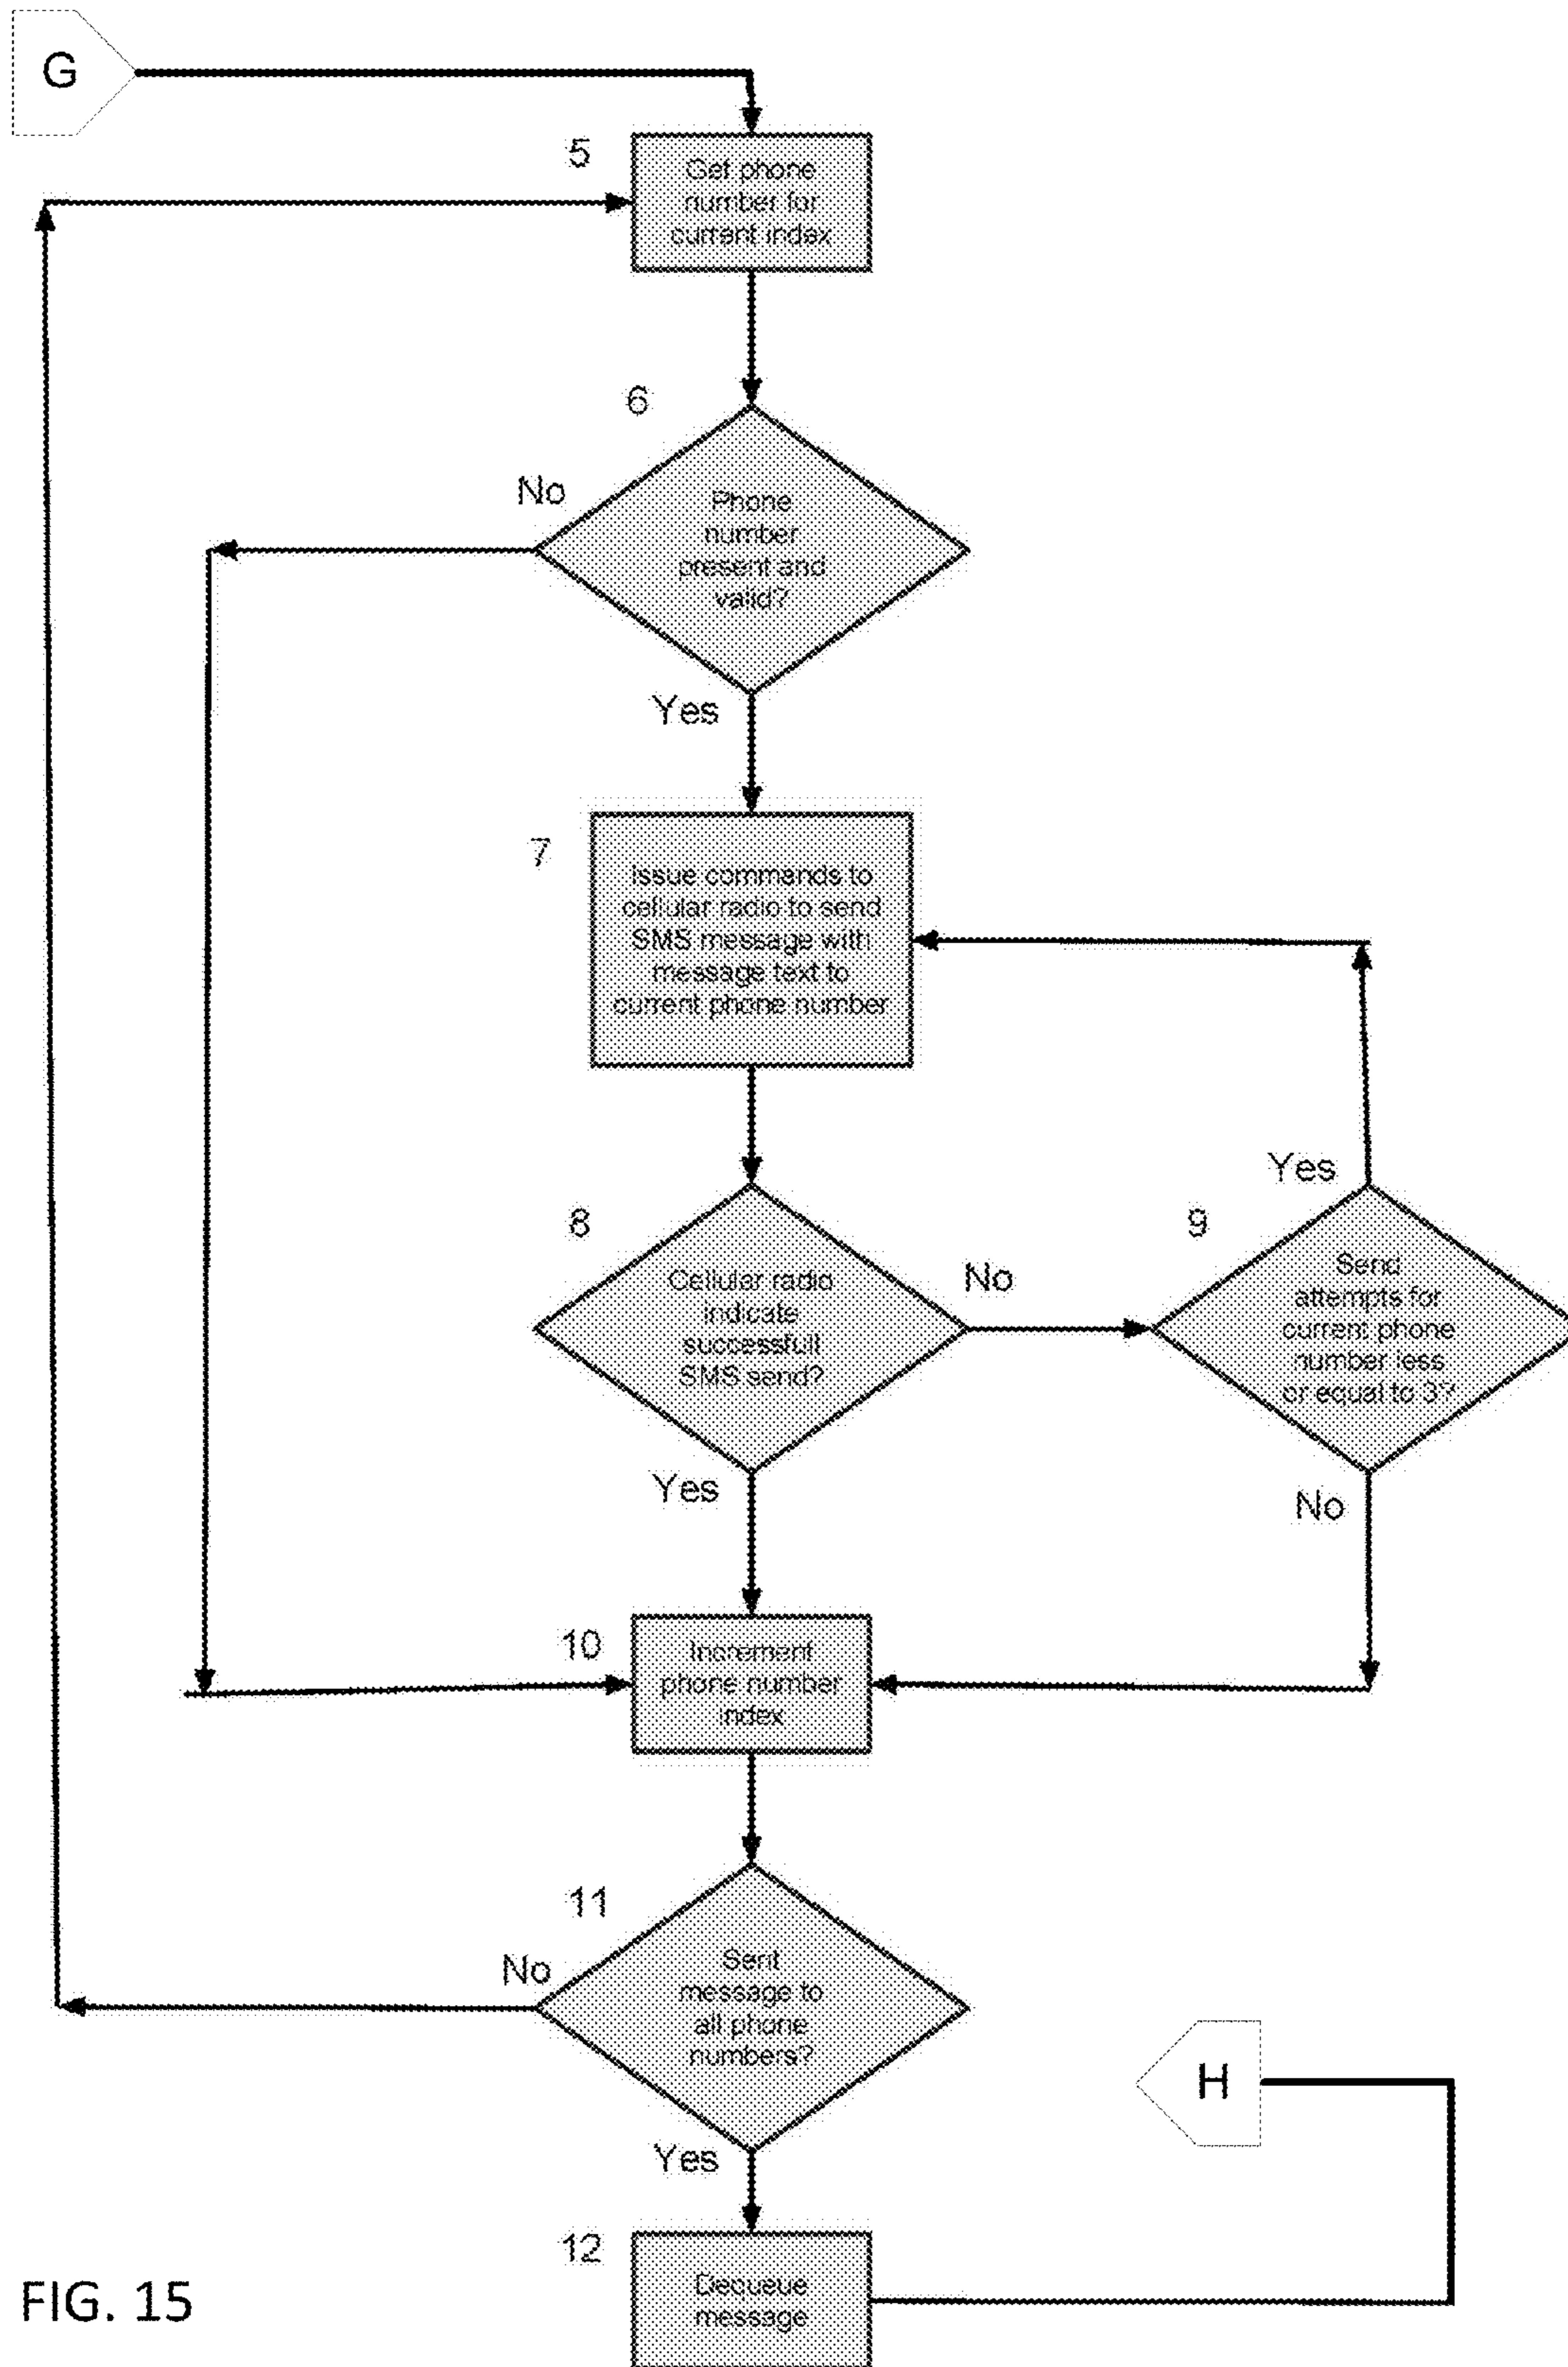 G
5
Get phone
number for
current index
6
No
Phone
number
present and
valid?
Yes
7
Issue commands to
cellular radio to send
SMS message with
message text to
current phone number
Yes
8
9
Cellular radio
indicate
successfull
SMS send?
No
Send
attempts for
current phone
number less
or equal to 3?
Yes
No
10
Increment
phone number
index
11
No
Sent
message to
all phone
numbers?
H
Yes
12
Dequeue
message
FIG. 15